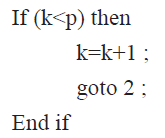 If (k<p) then
k=k+1 ;
goto 2 ;
End if